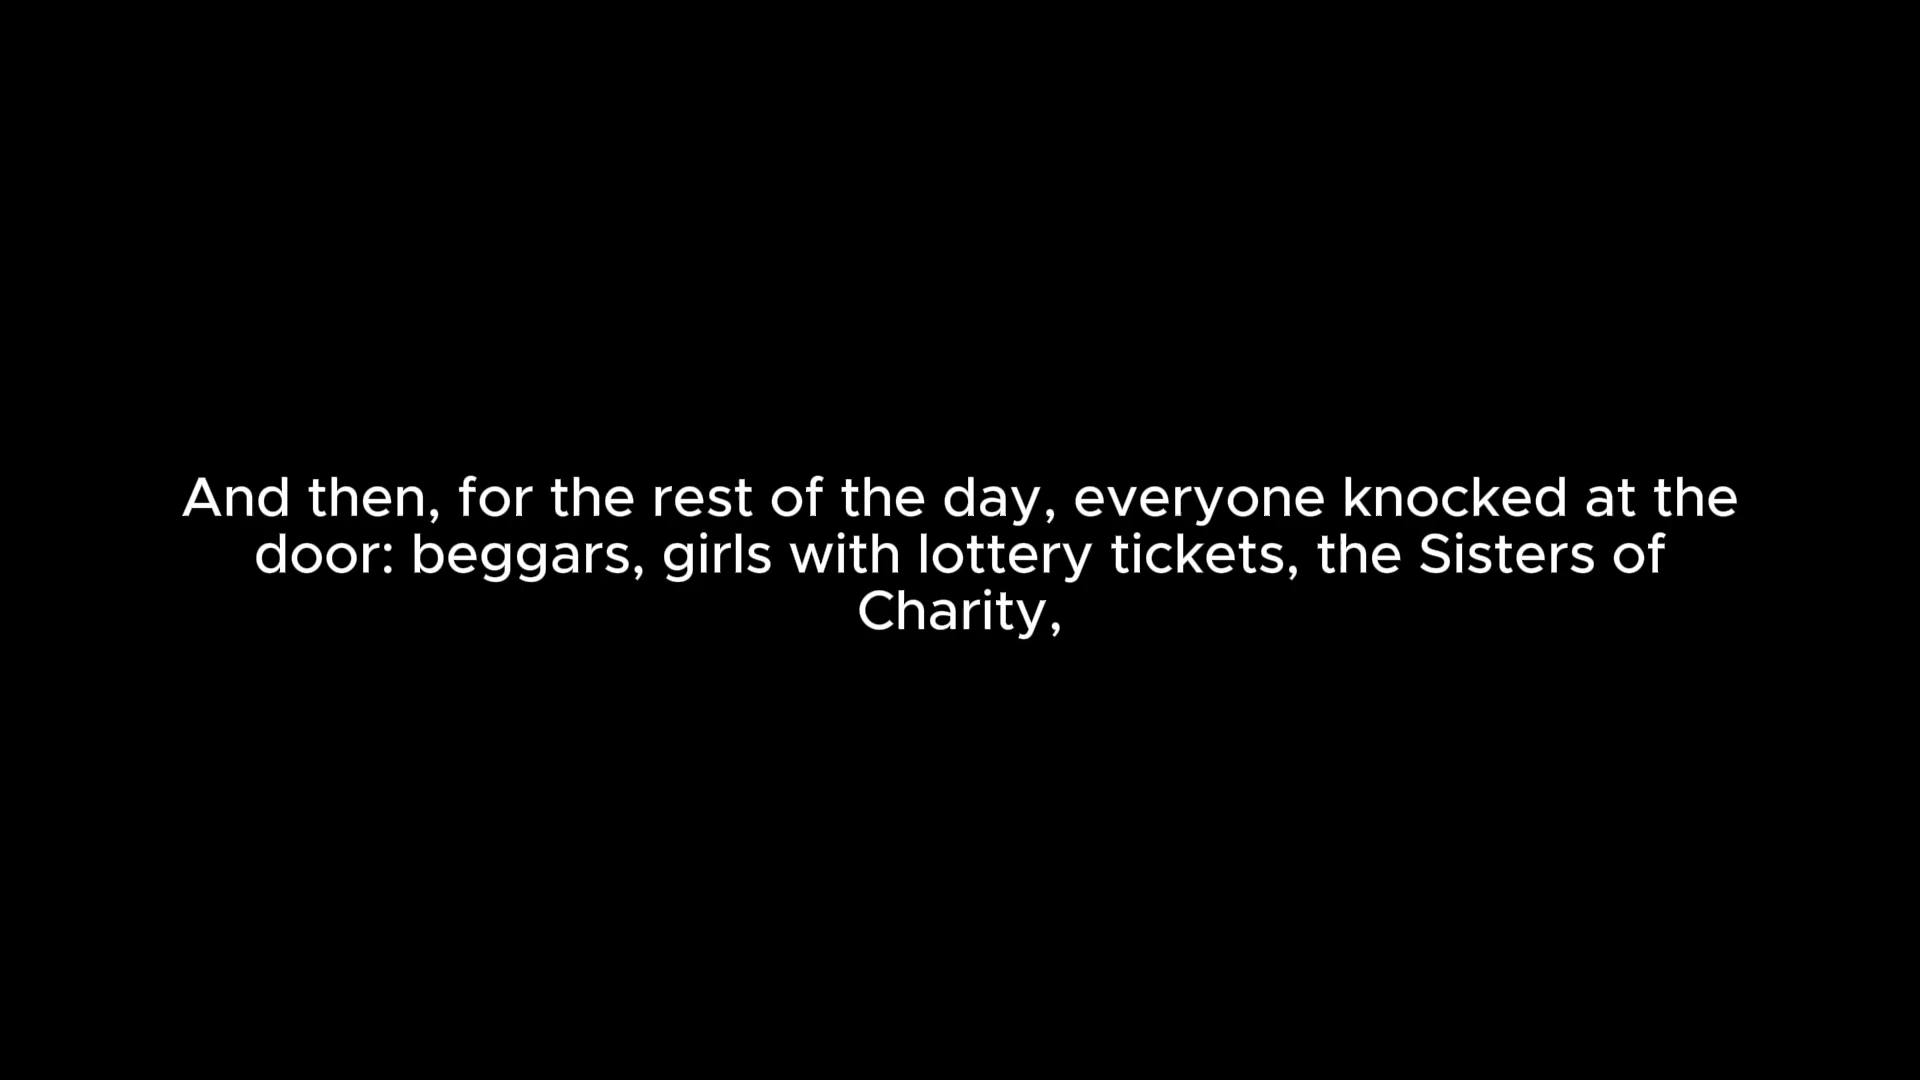 And then, for the rest of the day, everyone knocked at the
door: beggars, girls with lottery tickets, the Sisters of
Charity,